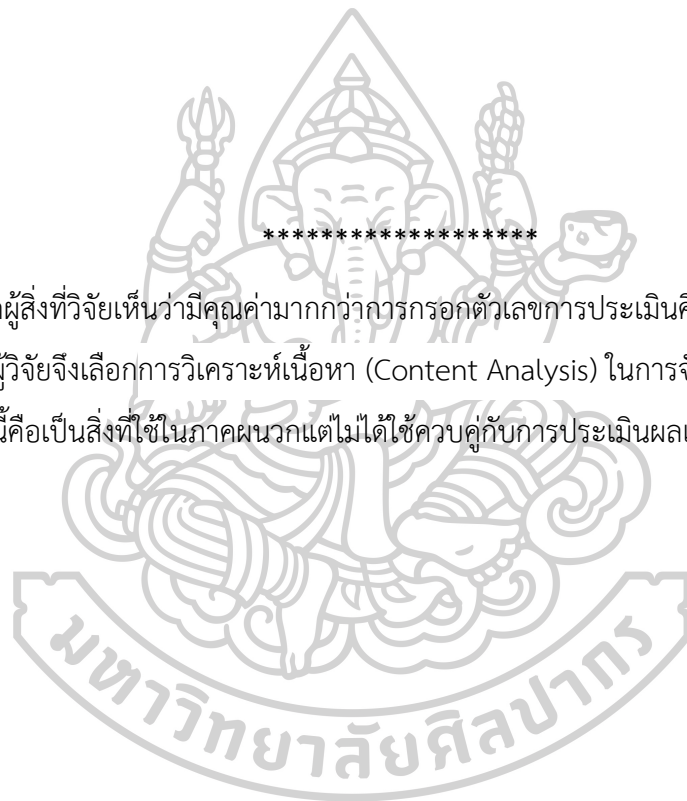 *******************
ผู้สิ่งที่วิจัยเห็นว่ามีคุณค่ามากกว่าการกรอกตัวเลขการประเมิน
ผู้วิจัยจึงเลือกการวิเคราะห์เนื้อหา (Content Analysis) ในการ
นี้คือเป็นสิ่งที่ใช้ในภาคผนวกแต่ไม่ได้ใช้ควบคู่กับการประเมินผล
มหาวิทยาลัยศิลปากร